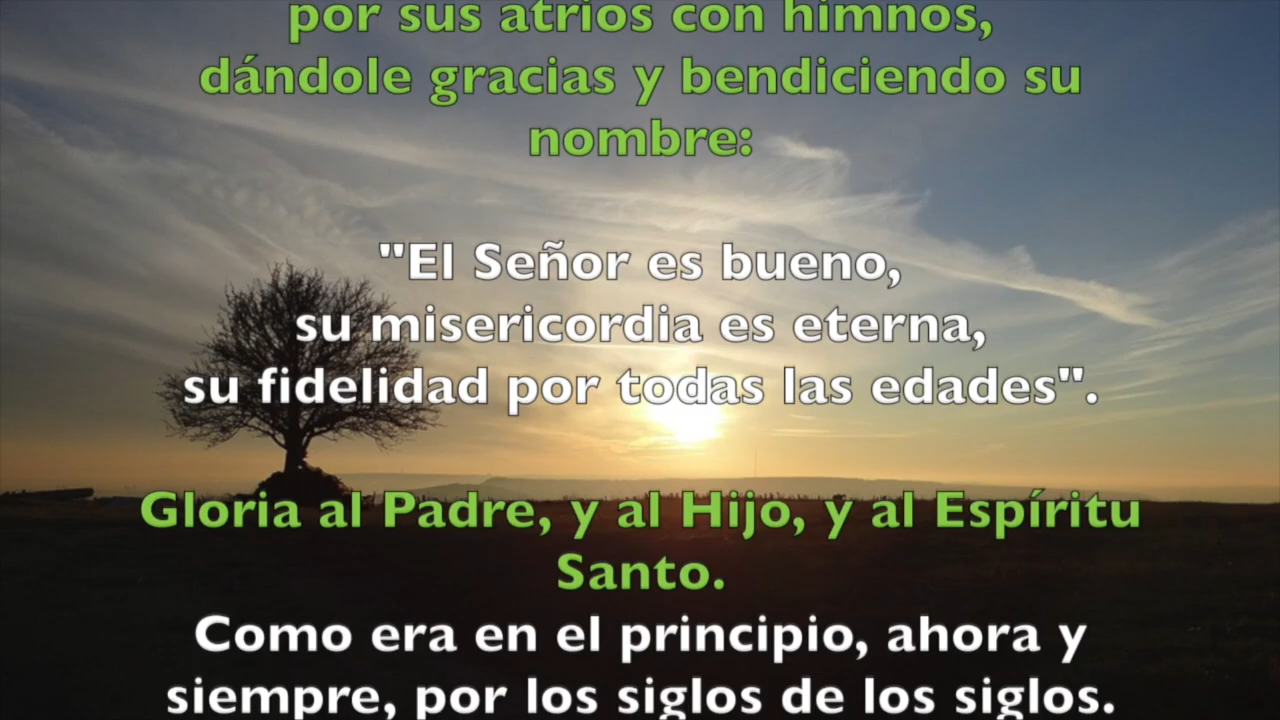 por sus atrios con himnos,
dándole gracias y bendiciendo su
nombre:
"El Señor es bueno,
su misericordia es eterna,
su fidelidad por todas las edades".
Gloria al Padre, y al Hijo, y al Espíritu
Santo.
Como era en el principio, ahora y
siempre, por los siglos de los siglos.